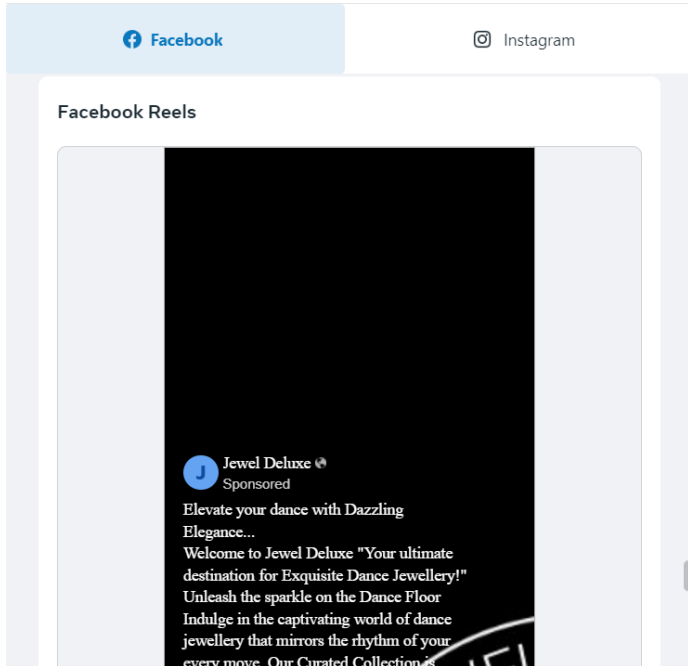 Facebook
Instagram
Facebook Reels
J
Jewel Deluxe
Sponsored
Elevate your dance with Dazzling
Elegance...
Welcome to Jewel Deluxe "Your ultimate
destination for Exquisite Dance Jewellery!"
Unleash the sparkle on the Dance Floor
Indulge in the captivating world of dance
jewellery that mirrors the rhythm of your
every move. Our Curated Collection is